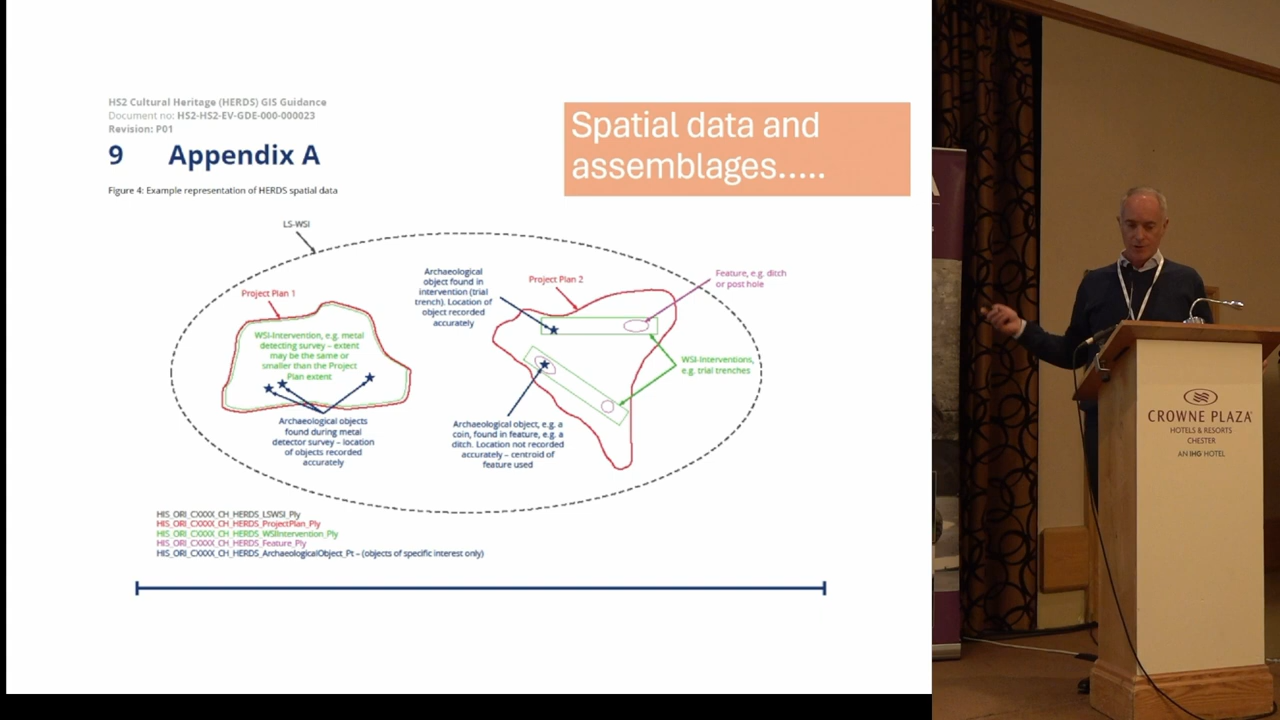 HS2 Cultural Heritage (HERDS) GIS Guidance
Document no: HS2-HS2-EV-GDE-000-000023
Revision: P01
9 Appendix A
Figure 4: Example representation of HERDS spatial data
Spatial data and
assemblages.....
LS-WSI
Project Plan 1
WSI-Intervention, e.g. metal
detecting survey – extent
may be the same or
smaller than the Project
Plan extent
Archaeological objects
found during metal
detector survey – location
of objects recorded
accurately
Archaeological
object found in
intervention (trial
trench). Location of
object recorded
accurately
Project Plan 2
Feature, e.g. ditch
or post hole
WSI-Interventions,
e.g. trial trenches
Archaeological object, e.g. a
coin, found in feature, e.g. a
ditch. Location not recorded
accurately – centroid of
feature used
HIS_ORI_CXXXX_CH_HERDS_LSWSI_Ply
HIS_ORI_CXXXX_CH_HERDS_ProjectPlan_Ply
HIS_ORI_CXXXX_CH_HERDS_WSIIntervention_Ply
HIS_ORI_CXXXX_CH_HERDS_Feature_Ply
HIS_ORI_CXXXX_CH_HERDS_ArchaeologicalObject_Pt – (objects of specific interest only)
CROWNE PLAZA
HOTELS & RESORTS
CHESTER
AN IHG HOTEL